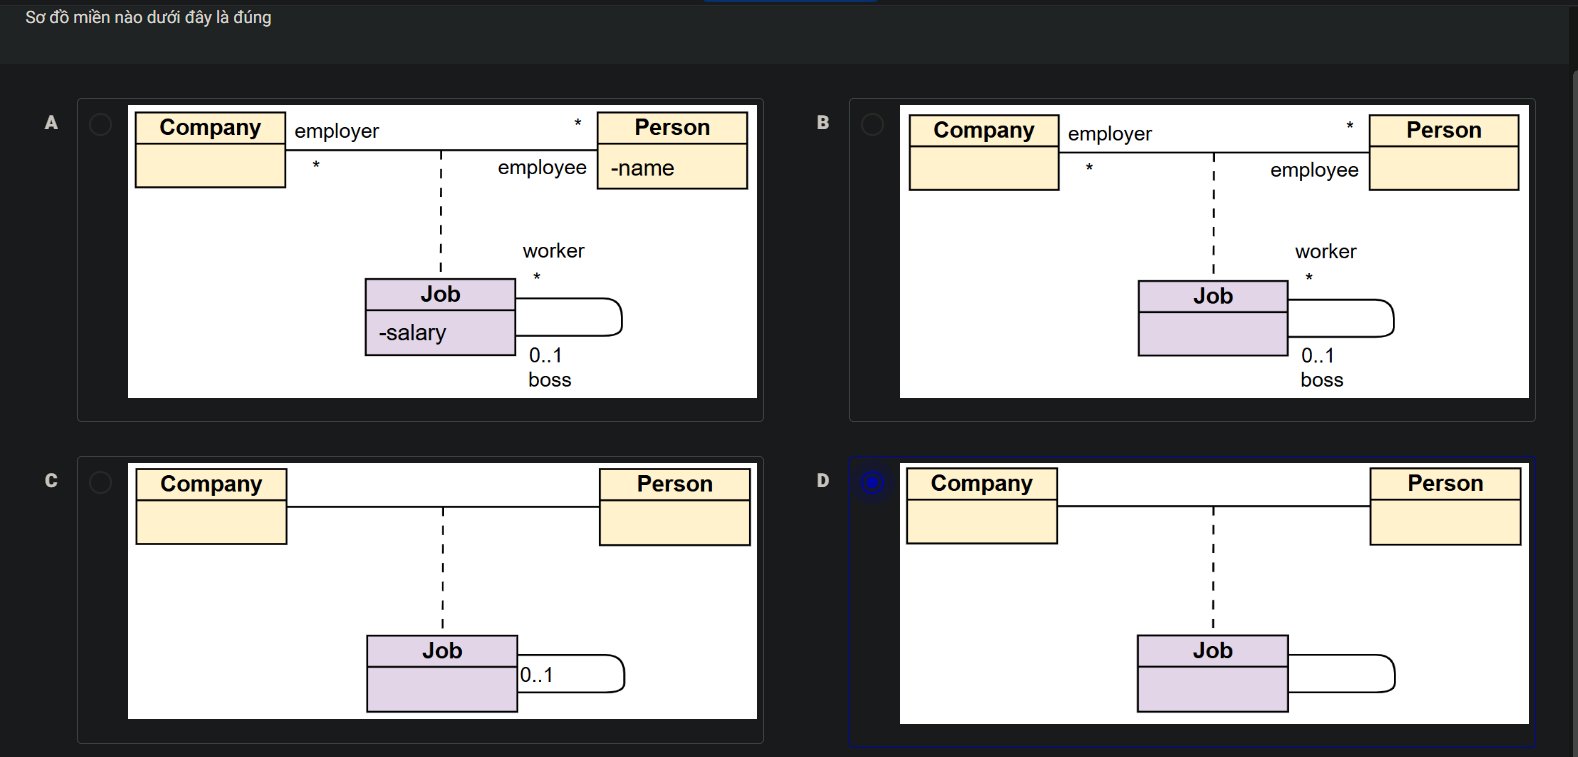 Sơ đồ miền nào dưới đây là đúng
A
Company
employer
*
*
employee
Person
-name
worker
*
Job
-salary
0..1
boss
B
Company
employer
*
*
employee
Person
worker
*
Job
0..1
boss
C
Company
Person
Job
0..1
D
Company
Person
Job